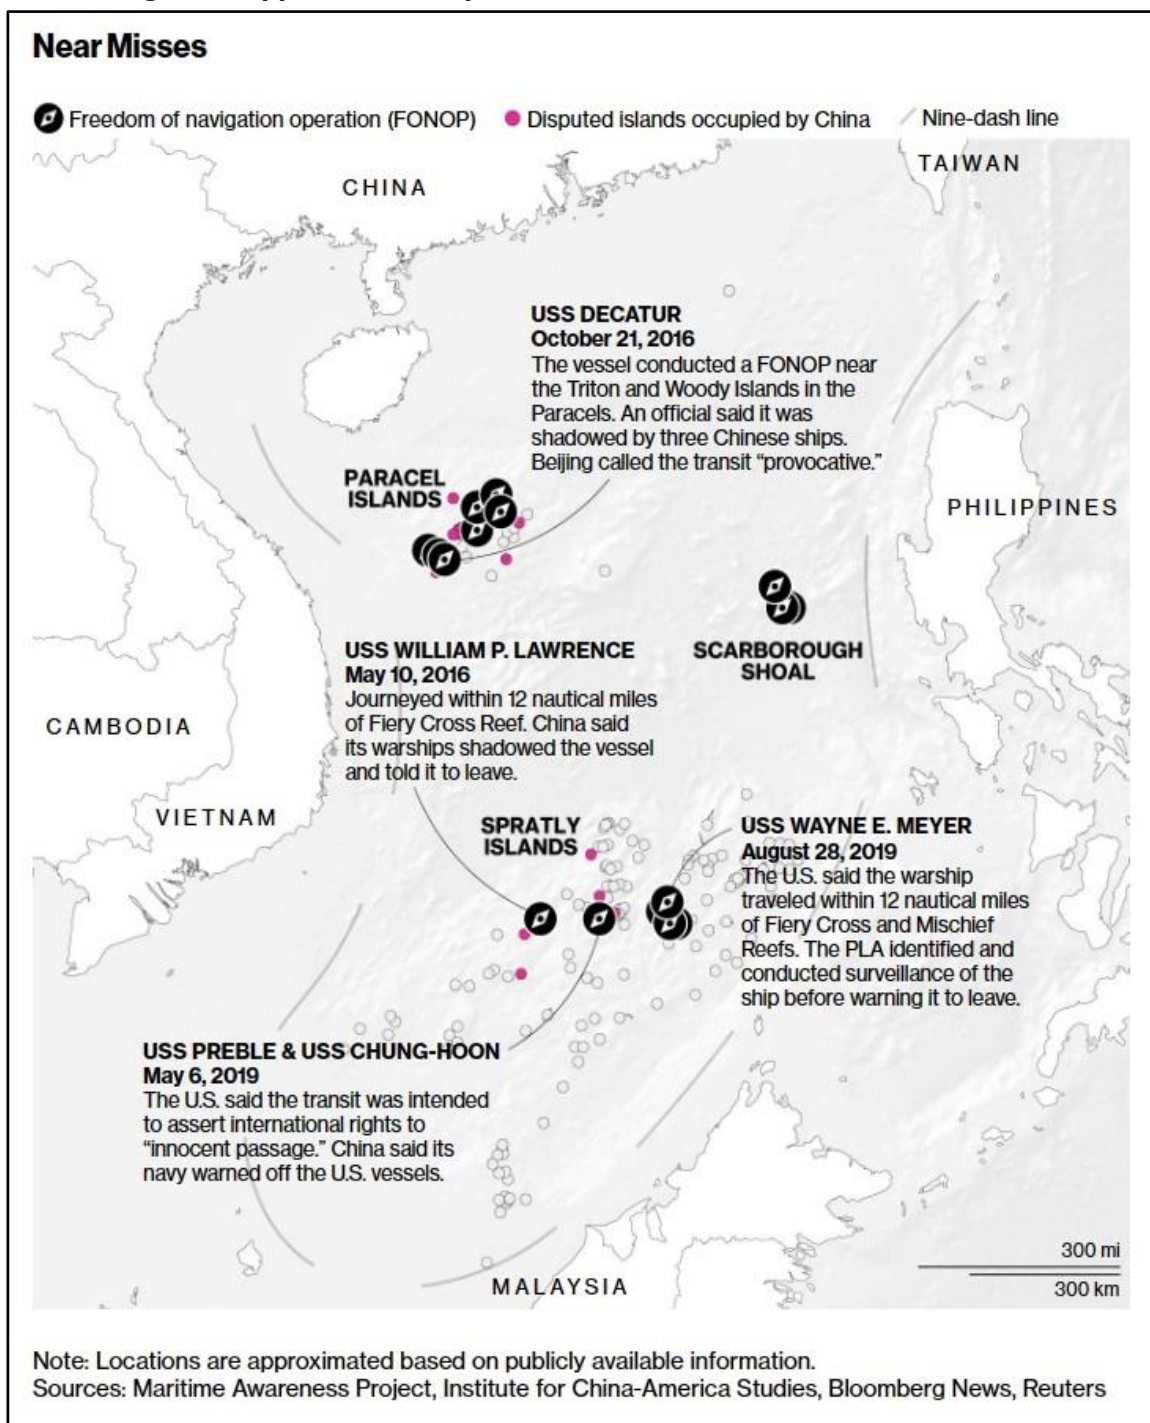 Near Misses
Freedom of navigation operation (FONOP)
Disputed islands occupied by China
Nine-dash line
TAIWAN
CHINA
USS DECATUR
October 21, 2016
The vessel conducted a FONOP near
the Triton and Woody Islands in the
Paracels. An official said it was
shadowed by three Chinese ships.
Beijing called the transit “provocative.”
PARACEL
ISLANDS
PHILIPPINES
USS WILLIAM P. LAWRENCE
May 10, 2016
Journeyed within 12 nautical miles
of Fiery Cross Reef. China said
its warships shadowed the vessel
and told it to leave.
SCARBOROUGH
SHOAL
CAMBODIA
VIETNAM
SPRATLY
ISLANDS
USS WAYNE E. MEYER
August 28, 2019
The U.S. said the warship
traveled within 12 nautical miles
of Fiery Cross and Mischief
Reefs. The PLA identified and
conducted surveillance of the
ship before warning it to leave.
USS PREBLE & USS CHUNG-HOON
May 6, 2019
The U.S. said the transit was intended
to assert international rights to
“innocent passage.” China said its
navy warned off the U.S. vessels.
300 mi
300 km
MALAYSIA
Note: Locations are approximated based on publicly available information.
Sources: Maritime Awareness Project, Institute for China-America Studies, Bloomberg News, Reuters